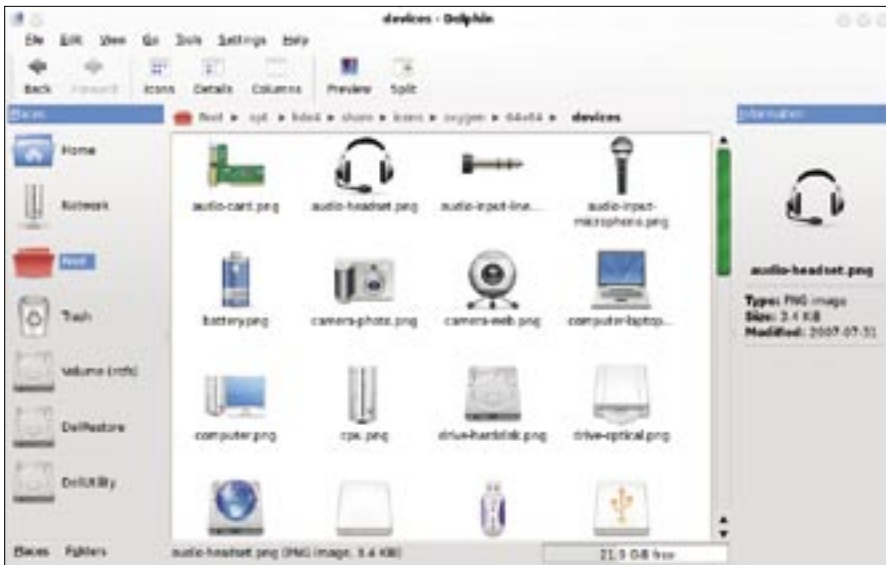 devices - Dolphin
File Edit View Go Tools Settings Help
Back Forward Icons Details Columns Preview Split
Places
Root ▸ opt ▸ kde4 ▸ share ▸ icons ▸ oxygen ▸ 64x64 ▸ devices
Information
Home
Network
Root
Trash
Volume (ntfs)
DellRestore
DellUtility
audio-card.png audio-headset.png audio-input-line... audio-input-microphone.png
battery.png camera-photo.png camera-web.png computer-laptop...
computer.png cpu.png drive-harddisk.png drive-optical.png
audio-headset.png
Type: PNG image
Size: 3.4 KiB
Modified: 2007-07-31
Places Folders
audio-headset.png (PNG image, 3.4 KiB)
21.9 GiB free